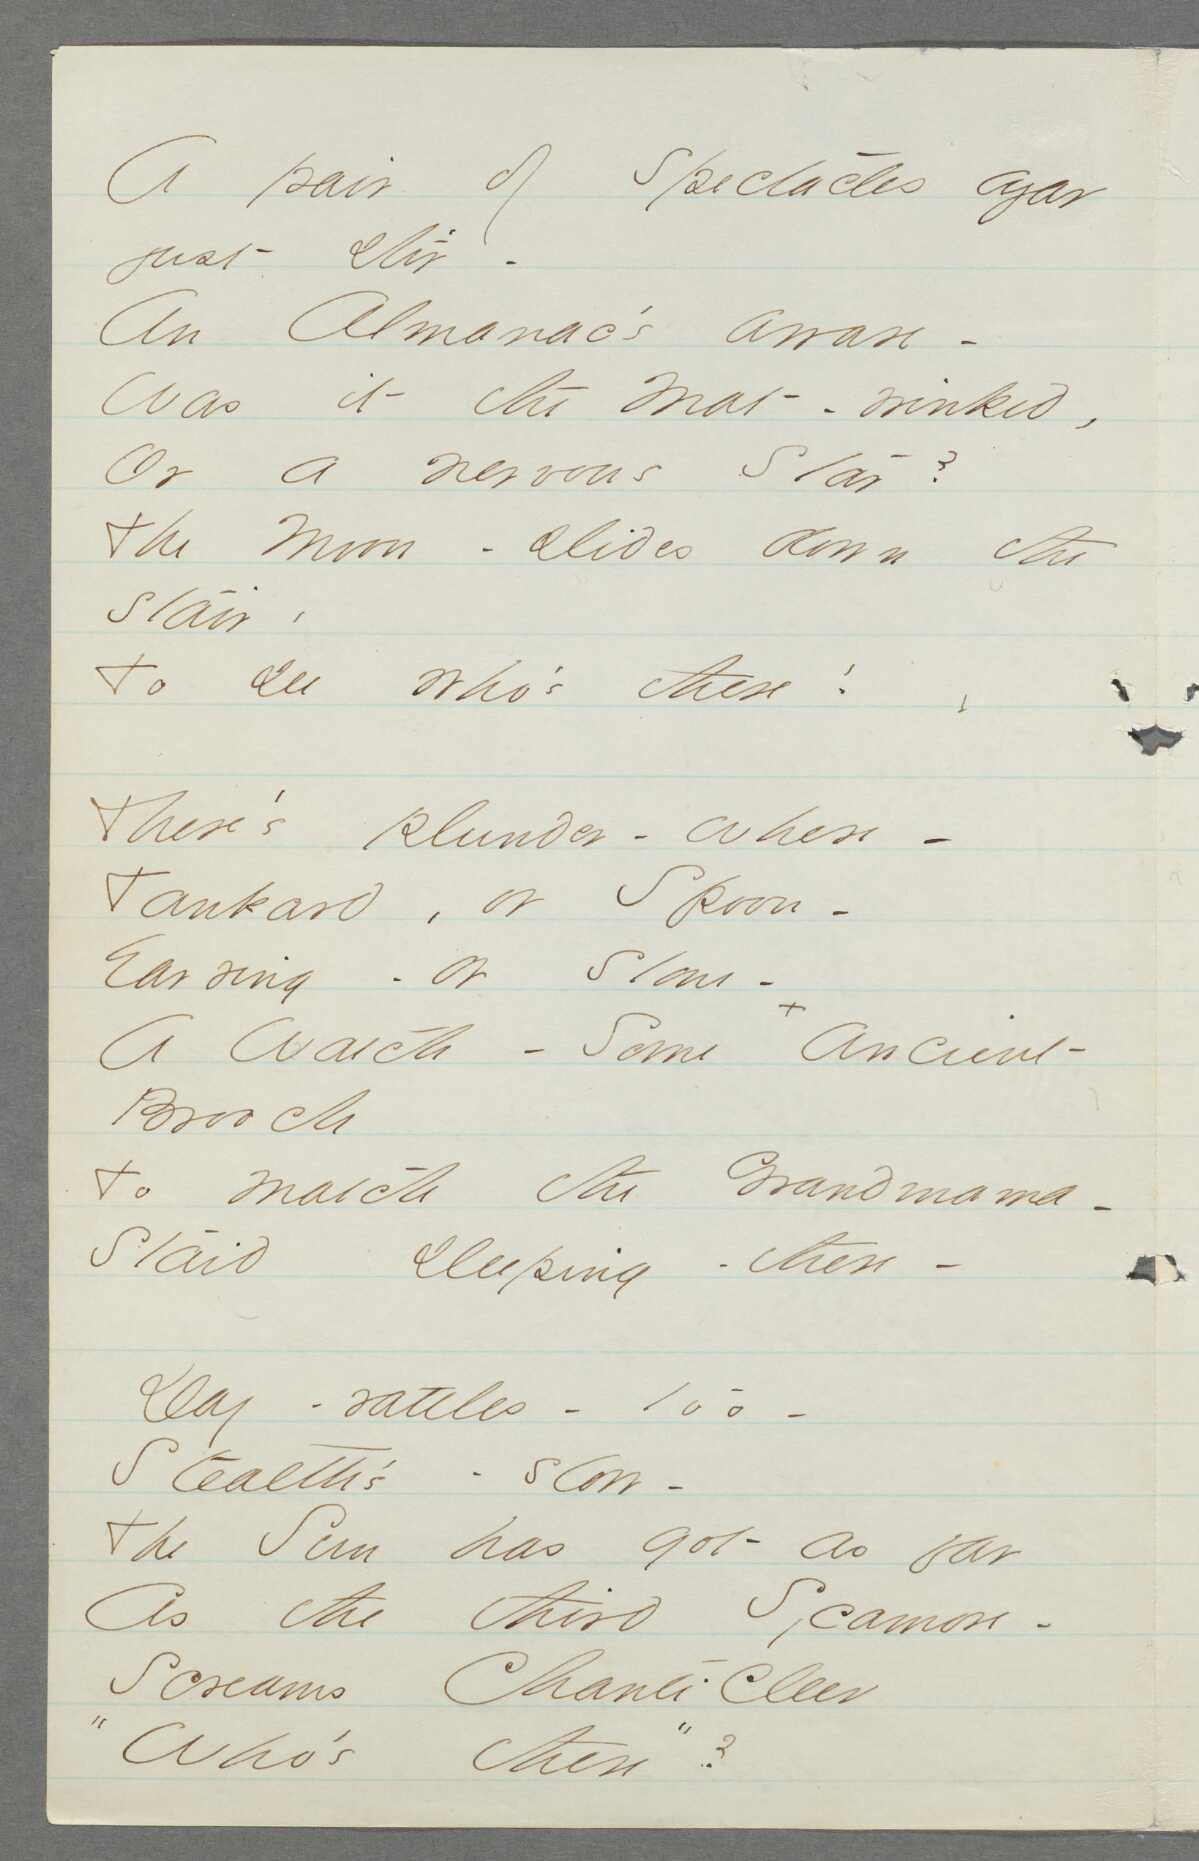 A pair of Spectacles ajar
just stir -
An Almanac's aware -
Was it the Mat - winked,
Or a nervous Star?
The Moon - slides down the
stair,
To see who's there!
There's plunder - where -
Tankard, or Spoon -
Earring - or Stone -
A Watch - Some + Ancient
Brooch
To match the Grandmama -
Staid sleeping - there -
Day - rattles - too -
Stealth's - slow -
The Sun has got as far
As the third Sycamore -
Screams Chanticleer
"Who's there"?